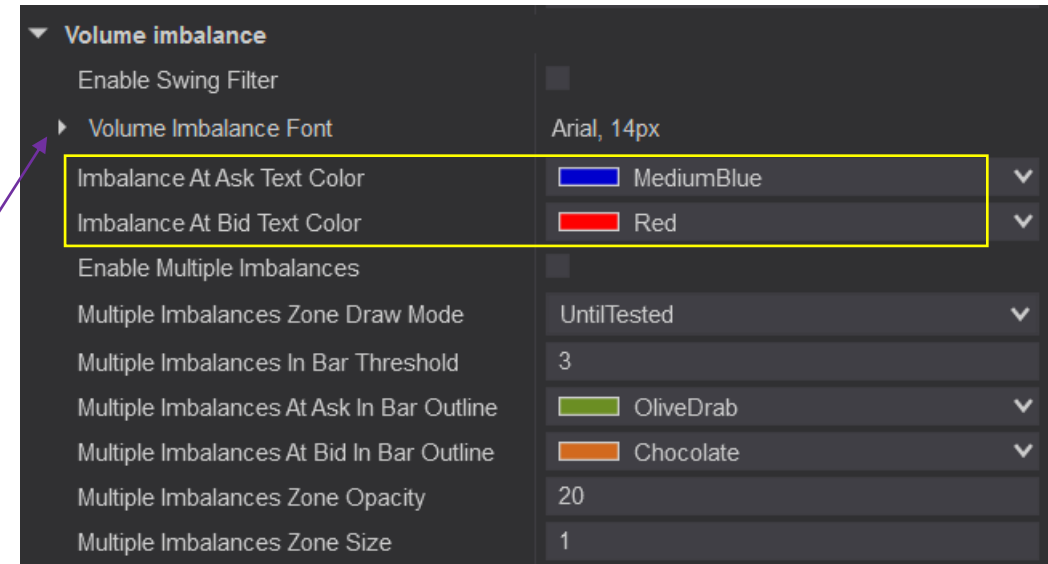 Volume imbalance
Enable Swing Filter
Volume Imbalance Font Arial, 14px
Imbalance At Ask Text Color MediumBlue
Imbalance At Bid Text Color Red
Enable Multiple Imbalances
Multiple Imbalances Zone Draw Mode UntilTested
Multiple Imbalances In Bar Threshold 3
Multiple Imbalances At Ask In Bar Outline OliveDrab
Multiple Imbalances At Bid In Bar Outline Chocolate
Multiple Imbalances Zone Opacity 20
Multiple Imbalances Zone Size 1